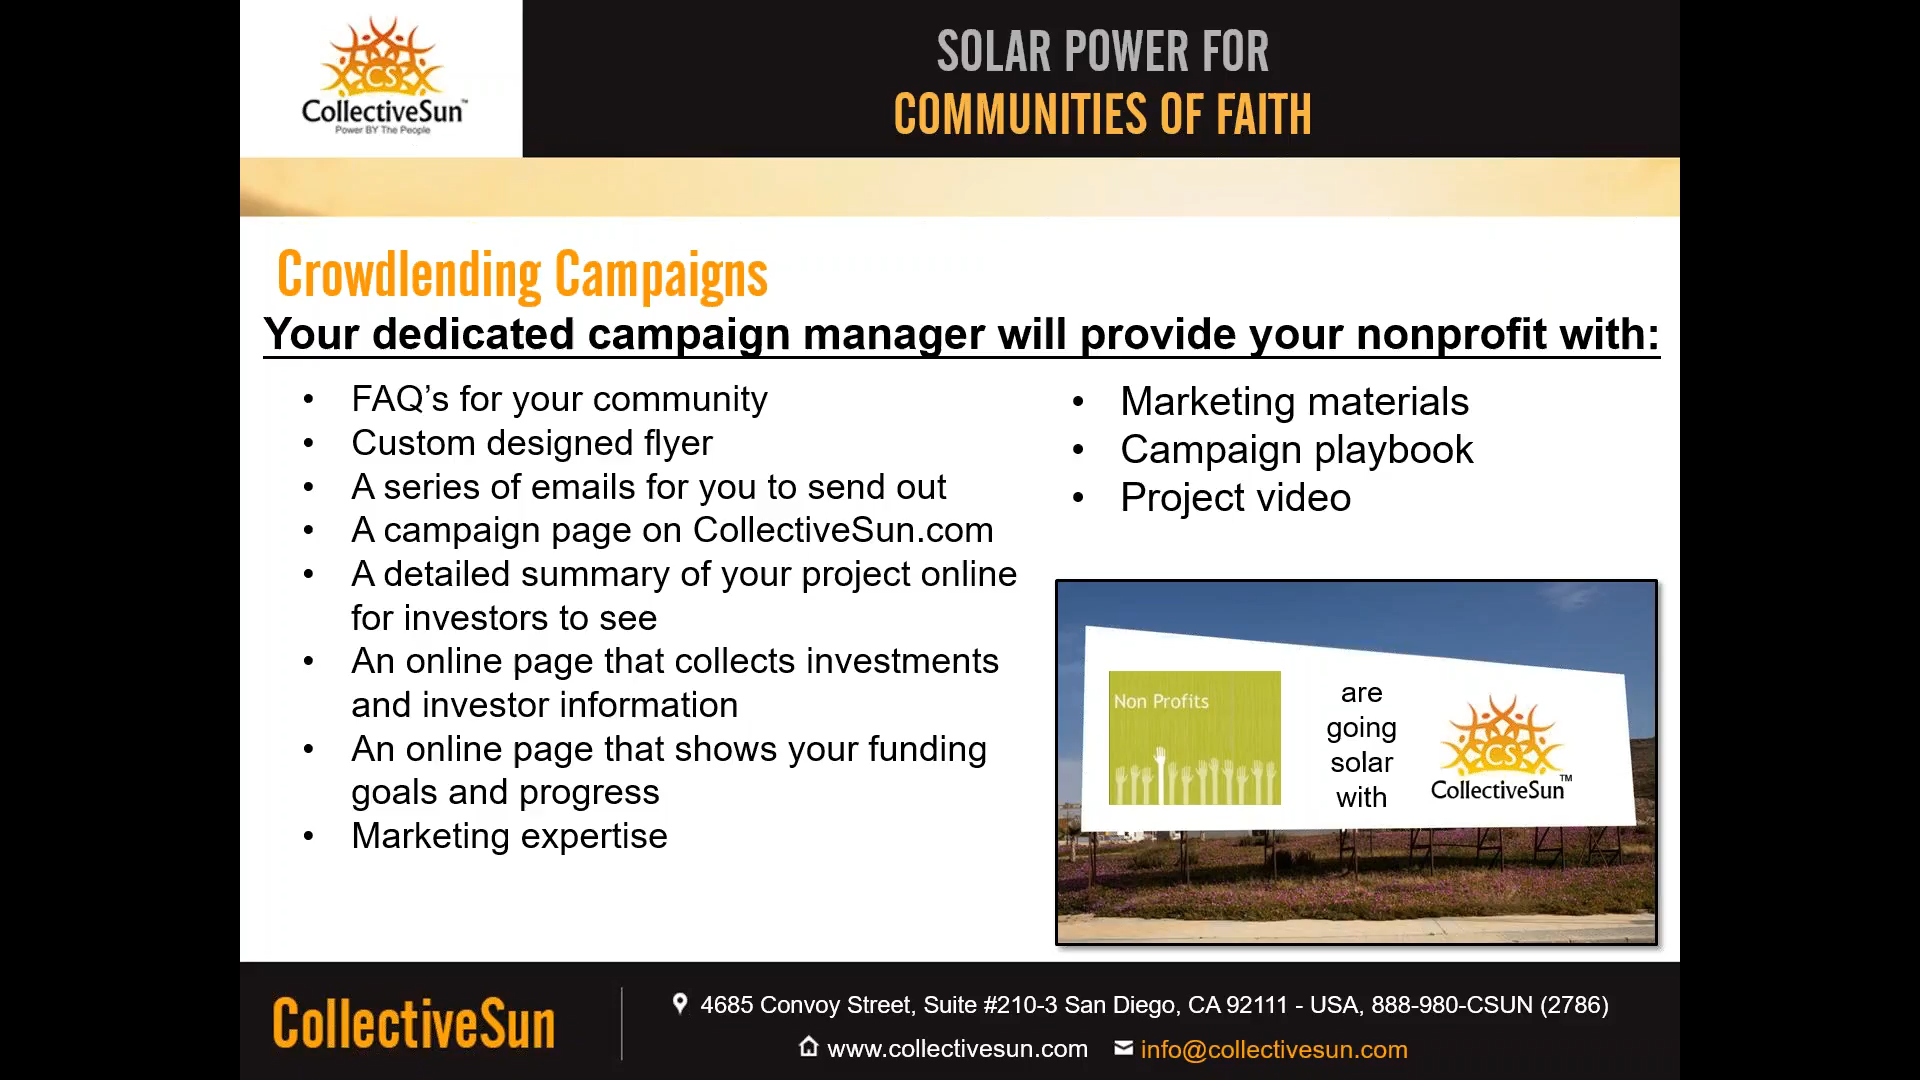 CS
CollectiveSun™
Power BY The People
SOLAR POWER FOR
COMMUNITIES OF FAITH
Crowdlending Campaigns
Your dedicated campaign manager will provide your nonprofit with:
• FAQ’s for your community
• Custom designed flyer
• A series of emails for you to send out
• A campaign page on CollectiveSun.com
• A detailed summary of your project online
for investors to see
• An online page that collects investments
and investor information
• An online page that shows your funding
goals and progress
• Marketing expertise
• Marketing materials
• Campaign playbook
• Project video
Non Profits
are
going
solar
with
CS
CollectiveSun™
CollectiveSun
4685 Convoy Street, Suite #210-3 San Diego, CA 92111 - USA, 888-980-CSUN (2786)
www.collectivesun.com info@collectivesun.com